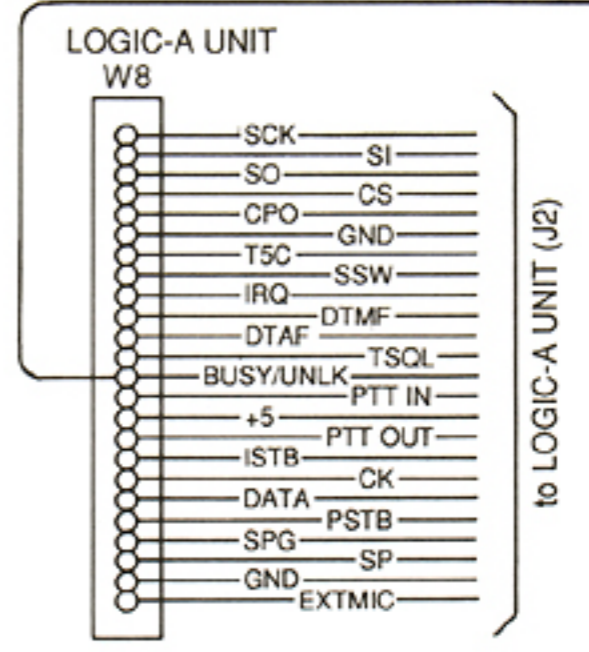 LOGIC-A UNIT
W8
SCK
SI
SO
CS
CPO
GND
T5C
SSW
IRQ
DTMF
DTAF
TSQL
BUSY/UNLK
PTT IN
+5
PTT OUT
ISTB
CK
DATA
PSTB
SPG
SP
GND
EXTMIC
to LOGIC-A UNIT (J2)